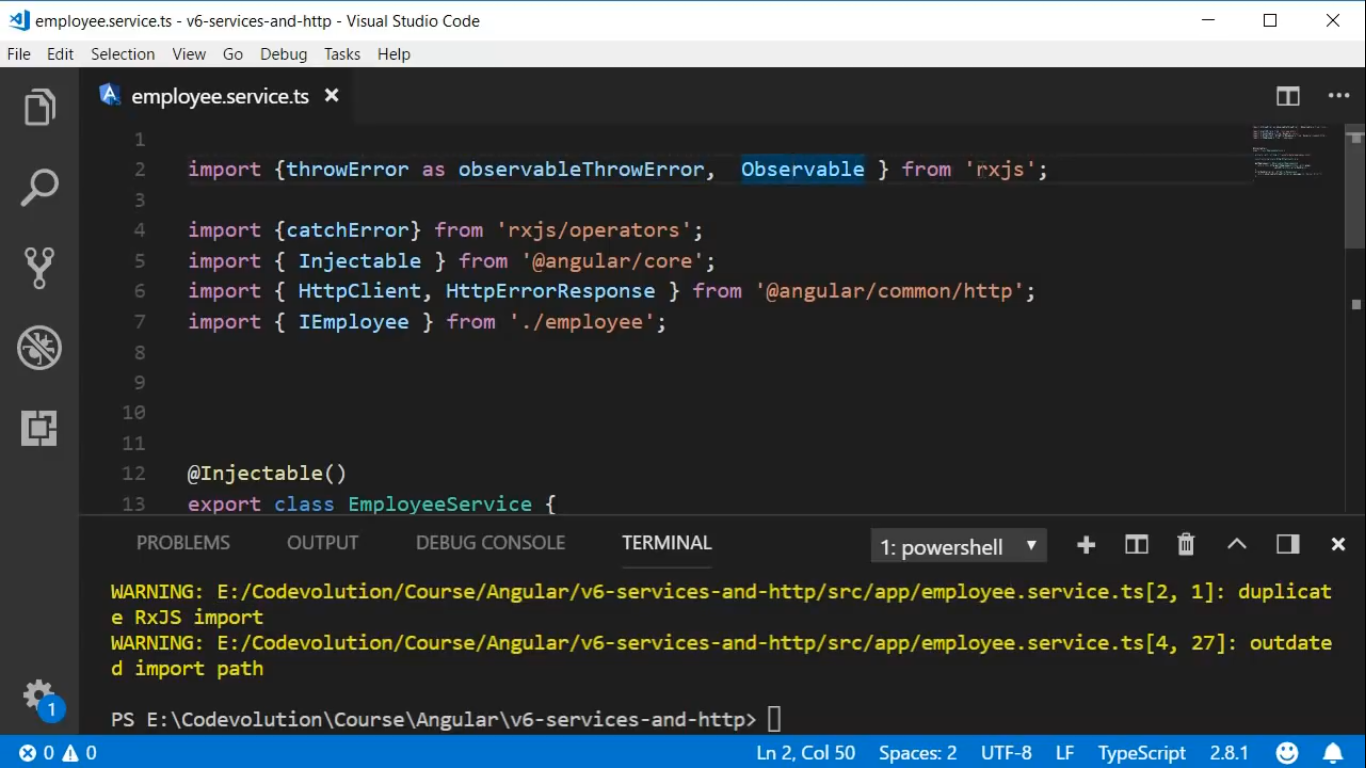 employee.service.ts - v6-services-and-http - Visual Studio Code
File Edit Selection View Go Debug Tasks Help
employee.service.ts
1
2 import {throwError as observableThrowError,  Observable } from 'rxjs';
3
4 import {catchError} from 'rxjs/operators';
5 import { Injectable } from '@angular/core';
6 import { HttpClient, HttpErrorResponse } from '@angular/common/http';
7 import { IEmployee } from './employee';
8
9
10
11
12 @Injectable()
13 export class EmployeeService {
PROBLEMS OUTPUT DEBUG CONSOLE TERMINAL 1: powershell
WARNING: E:/Codevolution/Course/Angular/v6-services-and-http/src/app/employee.service.ts[2, 1]: duplicat
e RxJS import
WARNING: E:/Codevolution/Course/Angular/v6-services-and-http/src/app/employee.service.ts[4, 27]: outdate
d import path
1
PS E:\Codevolution\Course\Angular\v6-services-and-http>
0 0 Ln 2, Col 50 Spaces: 2 UTF-8 LF TypeScript 2.8.1